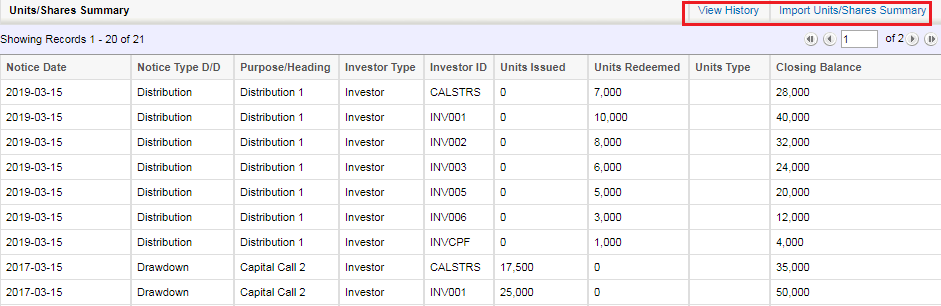 Units/Shares Summary View History Import Units/Shares Summary
Showing Records 1 - 20 of 21 1 of 2
Notice Date Notice Type D/D Purpose/Heading Investor Type Investor ID Units Issued Units Redeemed Units Type Closing Balance
2019-03-15 Distribution Distribution 1 Investor CALSTRS 0 7,000 28,000
2019-03-15 Distribution Distribution 1 Investor INV001 0 10,000 40,000
2019-03-15 Distribution Distribution 1 Investor INV002 0 8,000 32,000
2019-03-15 Distribution Distribution 1 Investor INV003 0 6,000 24,000
2019-03-15 Distribution Distribution 1 Investor INV005 0 5,000 20,000
2019-03-15 Distribution Distribution 1 Investor INV006 0 3,000 12,000
2019-03-15 Distribution Distribution 1 Investor INVCPF 0 1,000 4,000
2017-03-15 Drawdown Capital Call 2 Investor CALSTRS 17,500 0 35,000
2017-03-15 Drawdown Capital Call 2 Investor INV001 25,000 0 50,000